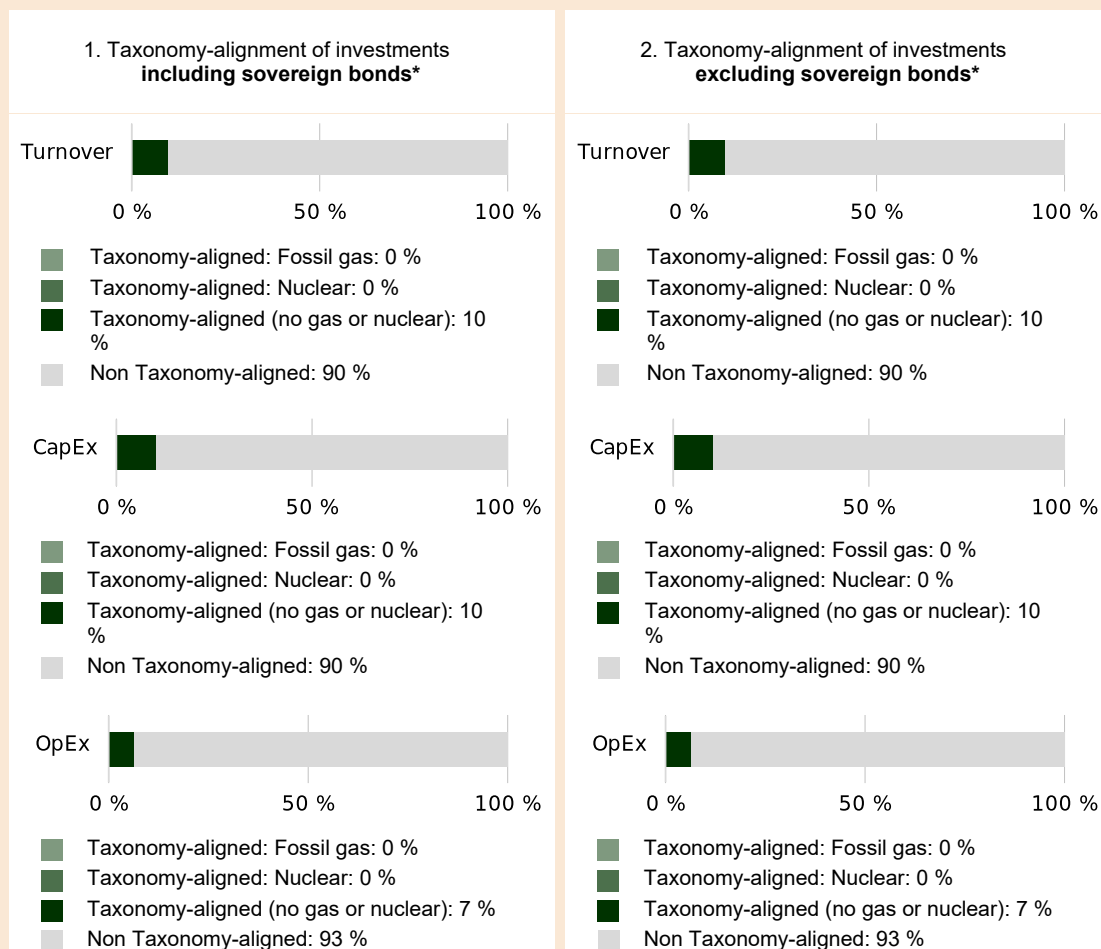 1. Taxonomy-alignment of investments
including sovereign bonds*
Turnover
0 %
50 %
100 %
Taxonomy-aligned: Fossil gas: 0 %
Taxonomy-aligned: Nuclear: 0 %
Taxonomy-aligned (no gas or nuclear): 10
%
Non Taxonomy-aligned: 90 %
CapEx
0 %
50 %
100 %
Taxonomy-aligned: Fossil gas: 0 %
Taxonomy-aligned: Nuclear: 0 %
Taxonomy-aligned (no gas or nuclear): 10
%
Non Taxonomy-aligned: 90 %
OpEx
0 %
50 %
100 %
Taxonomy-aligned: Fossil gas: 0 %
Taxonomy-aligned: Nuclear: 0 %
Taxonomy-aligned (no gas or nuclear): 7 %
Non Taxonomy-aligned: 93 %
2. Taxonomy-alignment of investments
excluding sovereign bonds*
Turnover
0 %
50 %
100 %
Taxonomy-aligned: Fossil gas: 0 %
Taxonomy-aligned: Nuclear: 0 %
Taxonomy-aligned (no gas or nuclear): 10
%
Non Taxonomy-aligned: 90 %
CapEx
0 %
50 %
100 %
Taxonomy-aligned: Fossil gas: 0 %
Taxonomy-aligned: Nuclear: 0 %
Taxonomy-aligned (no gas or nuclear): 10
%
Non Taxonomy-aligned: 90 %
OpEx
0 %
50 %
100 %
Taxonomy-aligned: Fossil gas: 0 %
Taxonomy-aligned: Nuclear: 0 %
Taxonomy-aligned (no gas or nuclear): 7 %
Non Taxonomy-aligned: 93 %